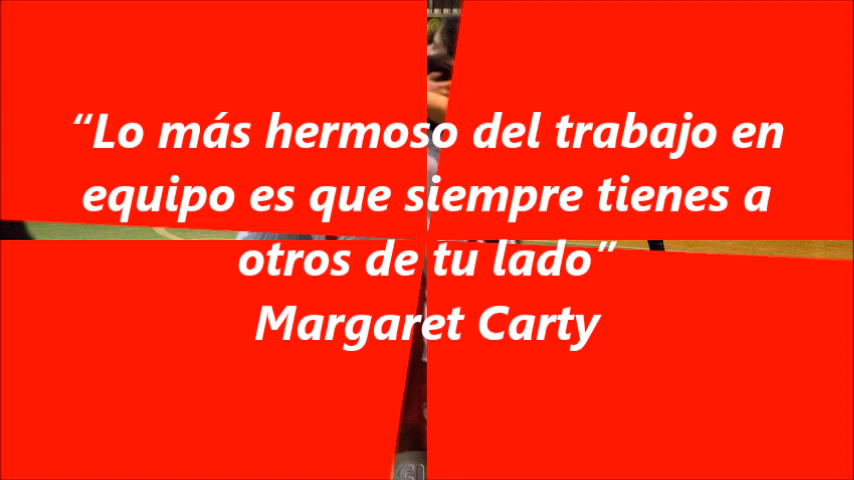 “Lo más hermoso del trabajo en
equipo es que siempre tienes a
otros de tu lado”
Margaret Carty